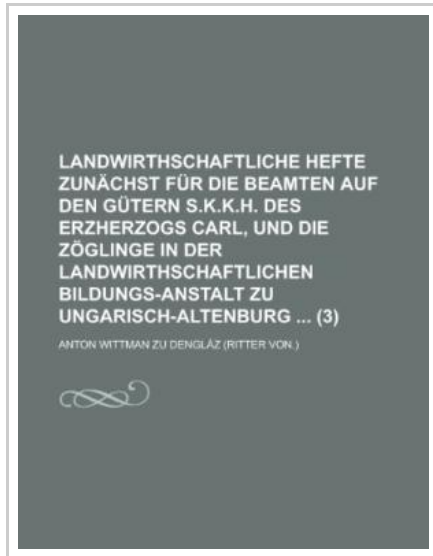 LANDWIRTHSCHAFTLICHE HEFTE
ZUNÄCHST FÜR DIE BEAMTEN AUF
DEN GÜTERN S.K.K.H. DES
ERZHERZOGS CARL, UND DIE
ZÖGLINGE IN DER
LANDWIRTHSCHAFTLICHEN
BILDUNGS-ANSTALT ZU
UNGARISCH-ALTENBURG ... (3)
ANTON WITTMAN ZU DENGLÁZ (RITTER VON.)